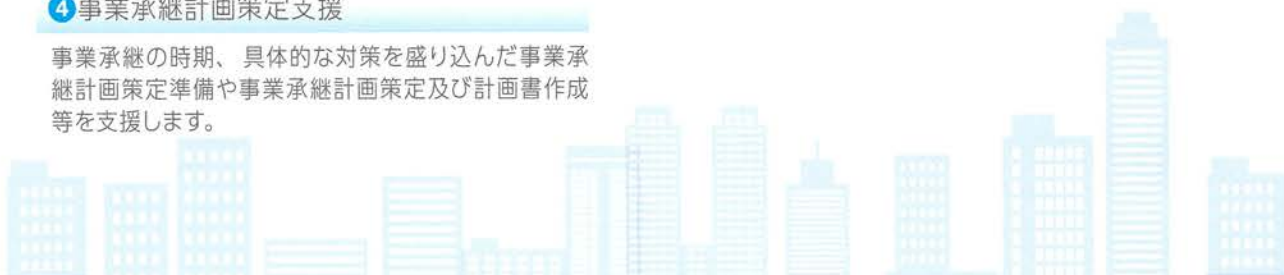 ❹事業承継計画策定支援
事業承継の時期、具体的な対策を盛り込んだ事業承
継計画策定準備や事業承継計画策定及び計画書作成
等を支援します。